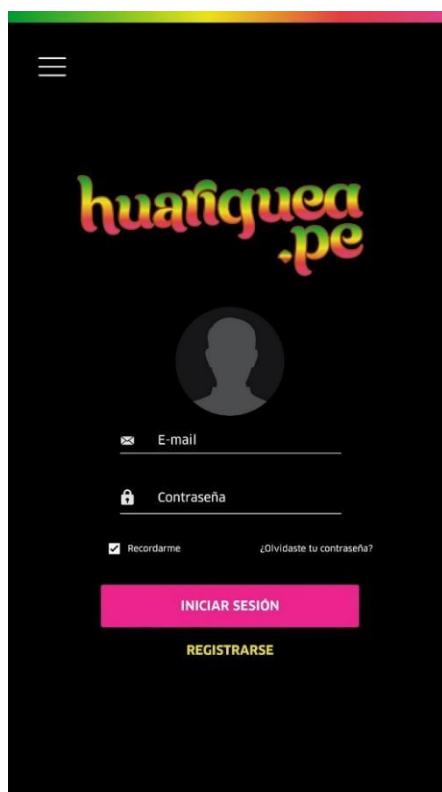 huariquea
.pe
E-mail
Contraseña
Recordarme
¿Olvidaste tu contraseña?
INICIAR SESIÓN
REGISTRARSE